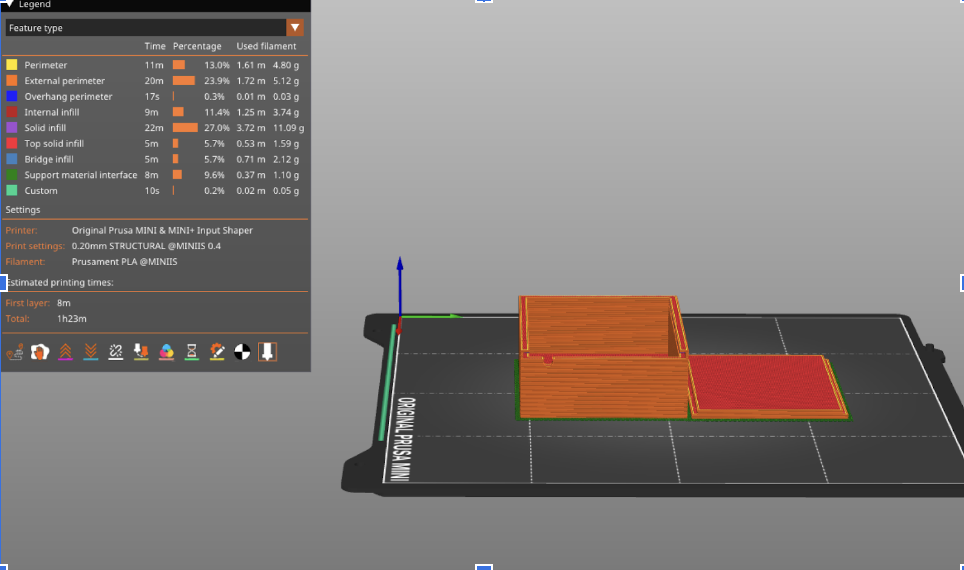 Legend
Feature type
Time Percentage Used filament
Perimeter 11m 13.0% 1.61 m 4.80 g
External perimeter 20m 23.9% 1.72 m 5.12 g
Overhang perimeter 17s 0.3% 0.01 m 0.03 g
Internal infill 9m 11.4% 1.25 m 3.74 g
Solid infill 22m 27.0% 3.72 m 11.09 g
Top solid infill 5m 5.7% 0.53 m 1.59 g
Bridge infill 5m 5.7% 0.71 m 2.12 g
Support material interface 8m 9.6% 0.37 m 1.10 g
Custom 10s 0.2% 0.02 m 0.05 g
Settings
Printer: Original Prusa MINI & MINI+ Input Shaper
Print settings: 0.20mm STRUCTURAL @MINIIS 0.4
Filament: Prusament PLA @MINIIS
Estimated printing times:
First layer: 8m
Total: 1h23m
ORIGINAL PRUSA MINI